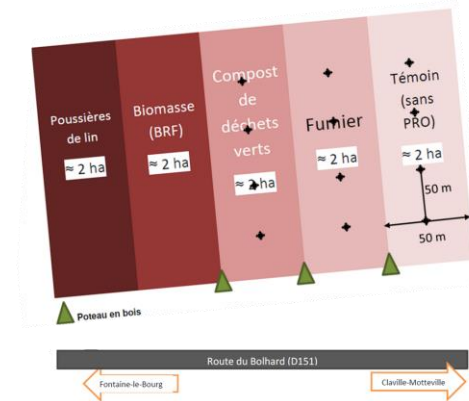 Poussières
de lin
≈ 2 ha
Biomasse
(BRF)
≈ 2 ha
Compost
de
déchets
verts
≈ 2 ha
Fumier
≈ 2 ha
Témoin
(sans
PRO)
≈ 2 ha
50 m
50 m
Poteau en bois
Route du Bolhard (D151)
Fontaine-le-Bourg
Claville-Motteville